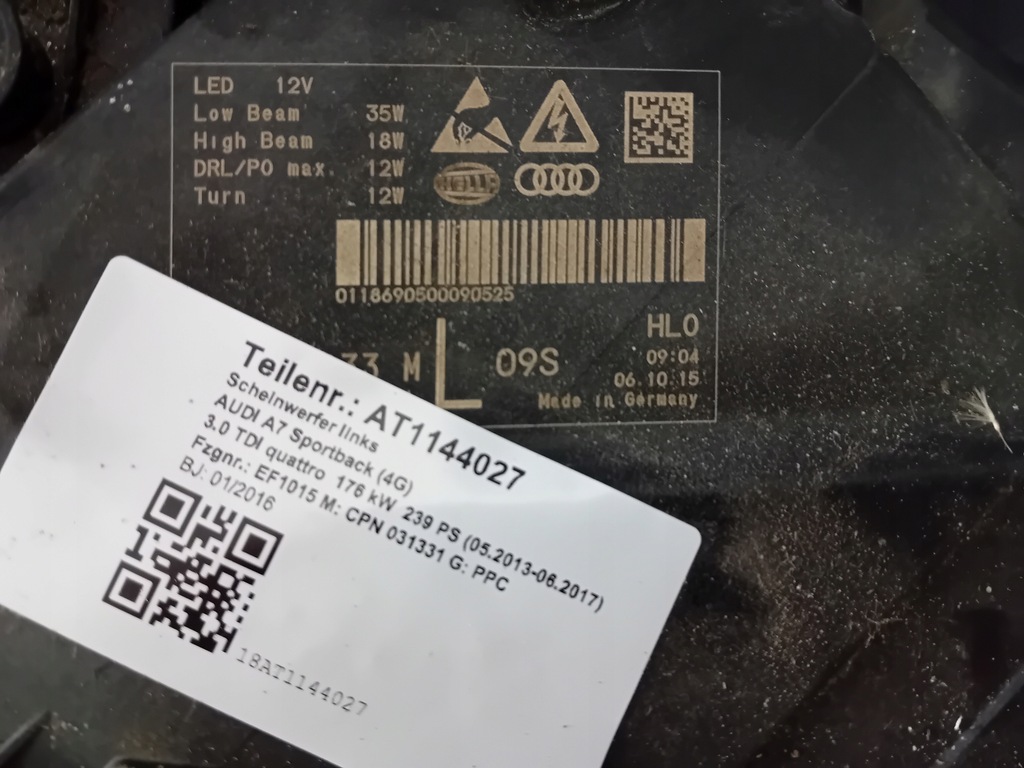 LED 12V
Low Beam 35W
High Beam 18W
DRL/PO max. 12W
Turn 12W
HELLA
0118690500090525
33 M L 09S
HL0
09:04
06.10.15
Made in Germany
Teilenr.: AT1144027
Scheinwerfer links
AUDI A7 Sportback (4G)
3.0 TDI quattro 176 kW 239 PS (05.2013-06.2017)
Fzgnr.: EF1015 M: CPN 031331 G: PPC
BJ: 01/2016
18AT1144027